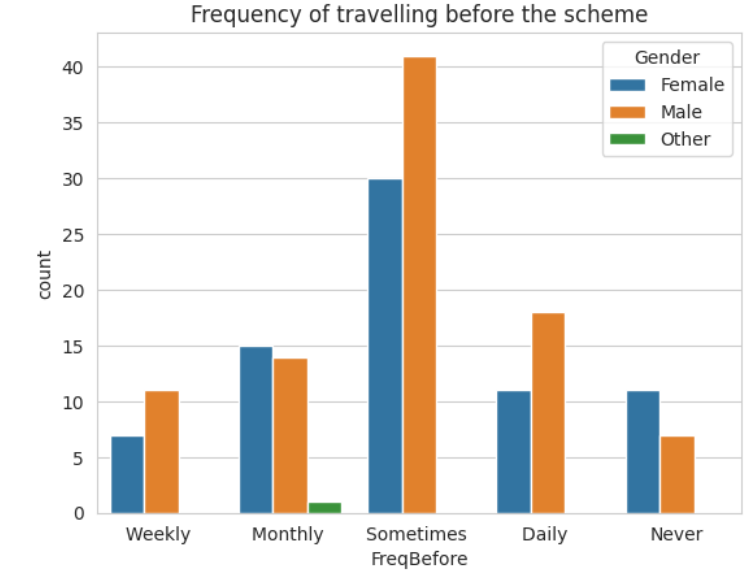 Frequency of travelling before the scheme
Gender
Female
Male
Other
count
40
35
30
25
20
15
10
5
0
Weekly Monthly Sometimes Daily Never
FreqBefore